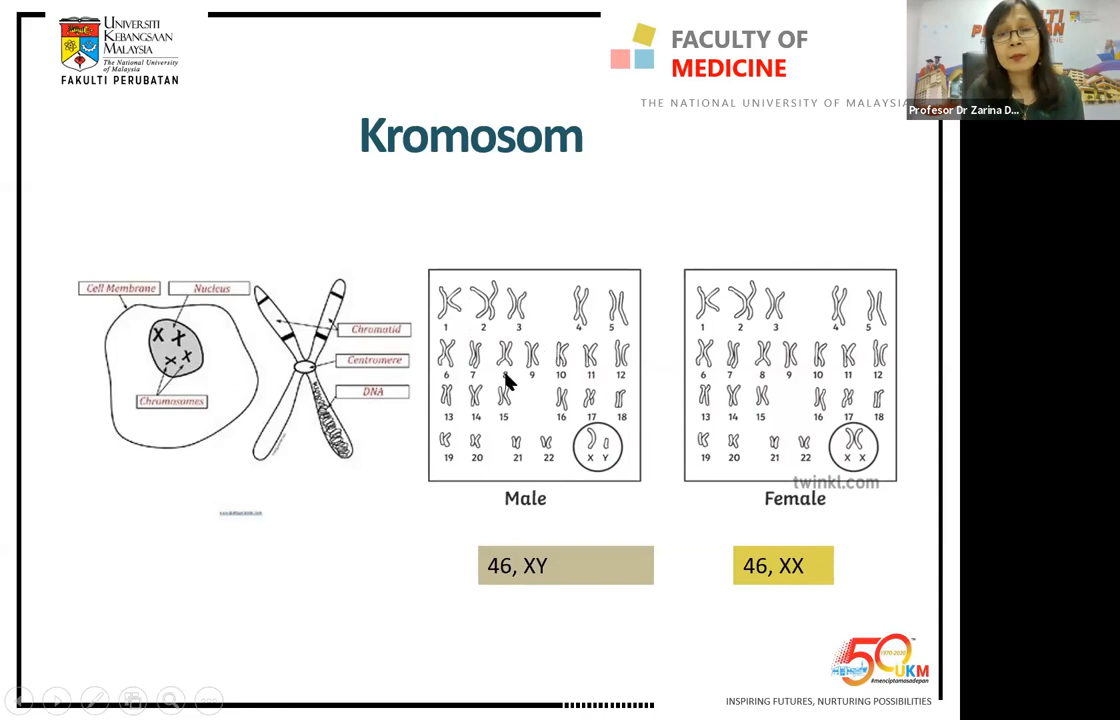 UNIVERSITI
KEBANGSAAN
MALAYSIA
The National University
of Malaysia
FAKULTI PERUBATAN
FACULTY OF
MEDICINE
THE NATIONAL UNIVERSITY OF MALAYSIA
Profesor Dr Zarina D...
Kromosom
Cell Membrane
Nucleus
Chromosomes
Chromatid
Centromere
DNA
1 2 3 4 5
6 7 8 9 10 11 12
13 14 15 16 17 18
19 20 21 22 X Y
Male
46, XY
1 2 3 4 5
6 7 8 9 10 11 12
13 14 15 16 17 18
19 20 21 22 X X
twinkl.com
Female
46, XX
50 UKM
1970-2020
#menciptamasadepan
INSPIRING FUTURES, NURTURING POSSIBILITIES